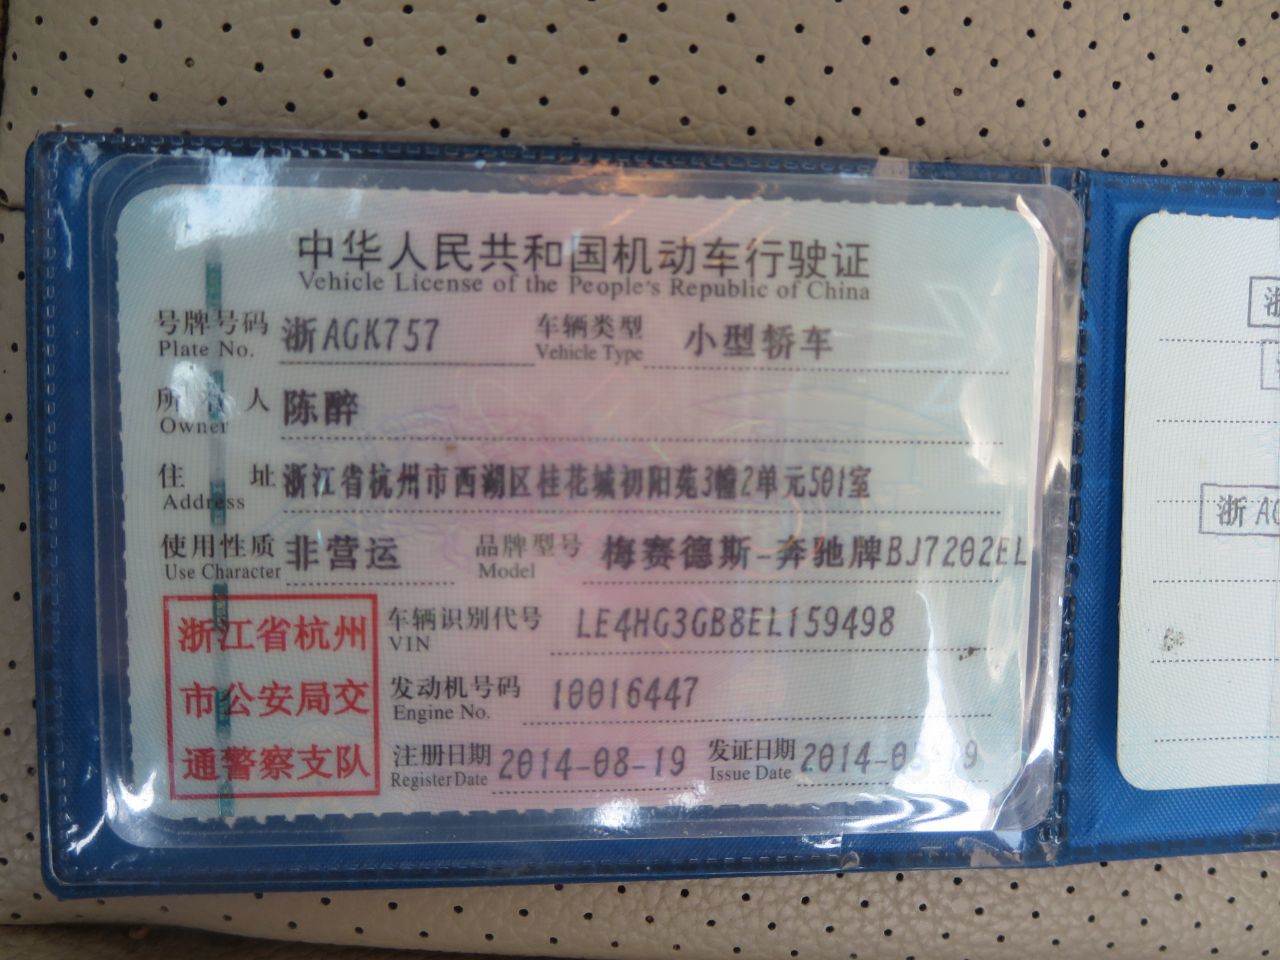 中华人民共和国机动车行驶证
Vehicle License of the People's Republic of China
号牌号码 浙AGK757 车辆类型 小型轿车
Plate No. Vehicle Type
所 人 陈醉
Owner
住 址 浙江省杭州市西湖区桂花城初阳苑3幢2单元501室
Address
使用性质 非营运 品牌型号 梅赛德斯-奔驰牌BJ7202EL
Use Character Model
浙江省杭州
市公安局交
通警察支队
车辆识别代号 LE4HG3GB8EL159498
VIN
发动机号码 10016447
Engine No.
注册日期 2014-08-19 发证日期 2014-0
Register Date Issue Date
浙
浙AG